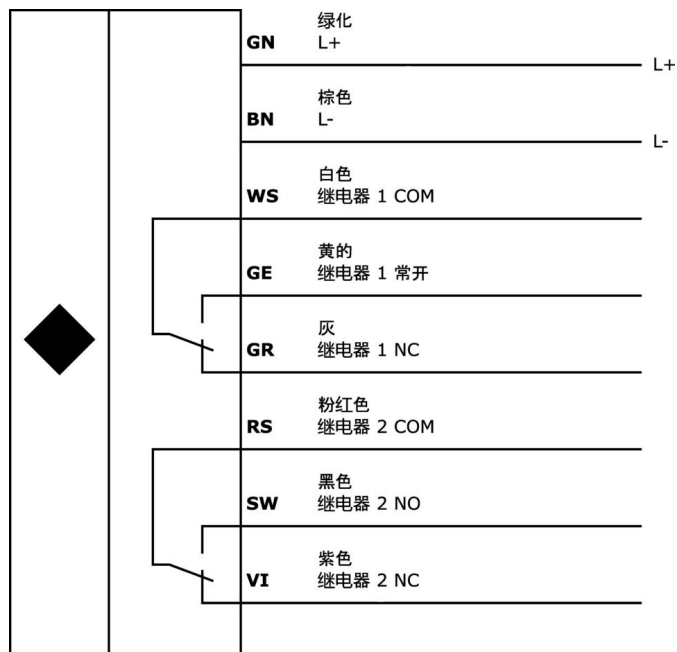 绿化
GN L+
L+
棕色
BN L-
L-
白色
WS 继电器 1 COM
黄的
GE 继电器 1 常开
灰
GR 继电器 1 NC
粉红色
RS 继电器 2 COM
黑色
SW 继电器 2 NO
紫色
VI 继电器 2 NC